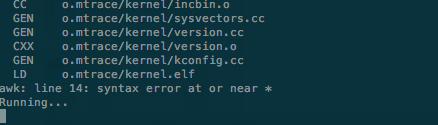 CC o.mtrace/kernel/incbin.o
GEN o.mtrace/kernel/sysvectors.cc
GEN o.mtrace/kernel/version.cc
CXX o.mtrace/kernel/version.o
GEN o.mtrace/kernel/kconfig.cc
LD o.mtrace/kernel.elf
awk: line 14: syntax error at or near *
Running...